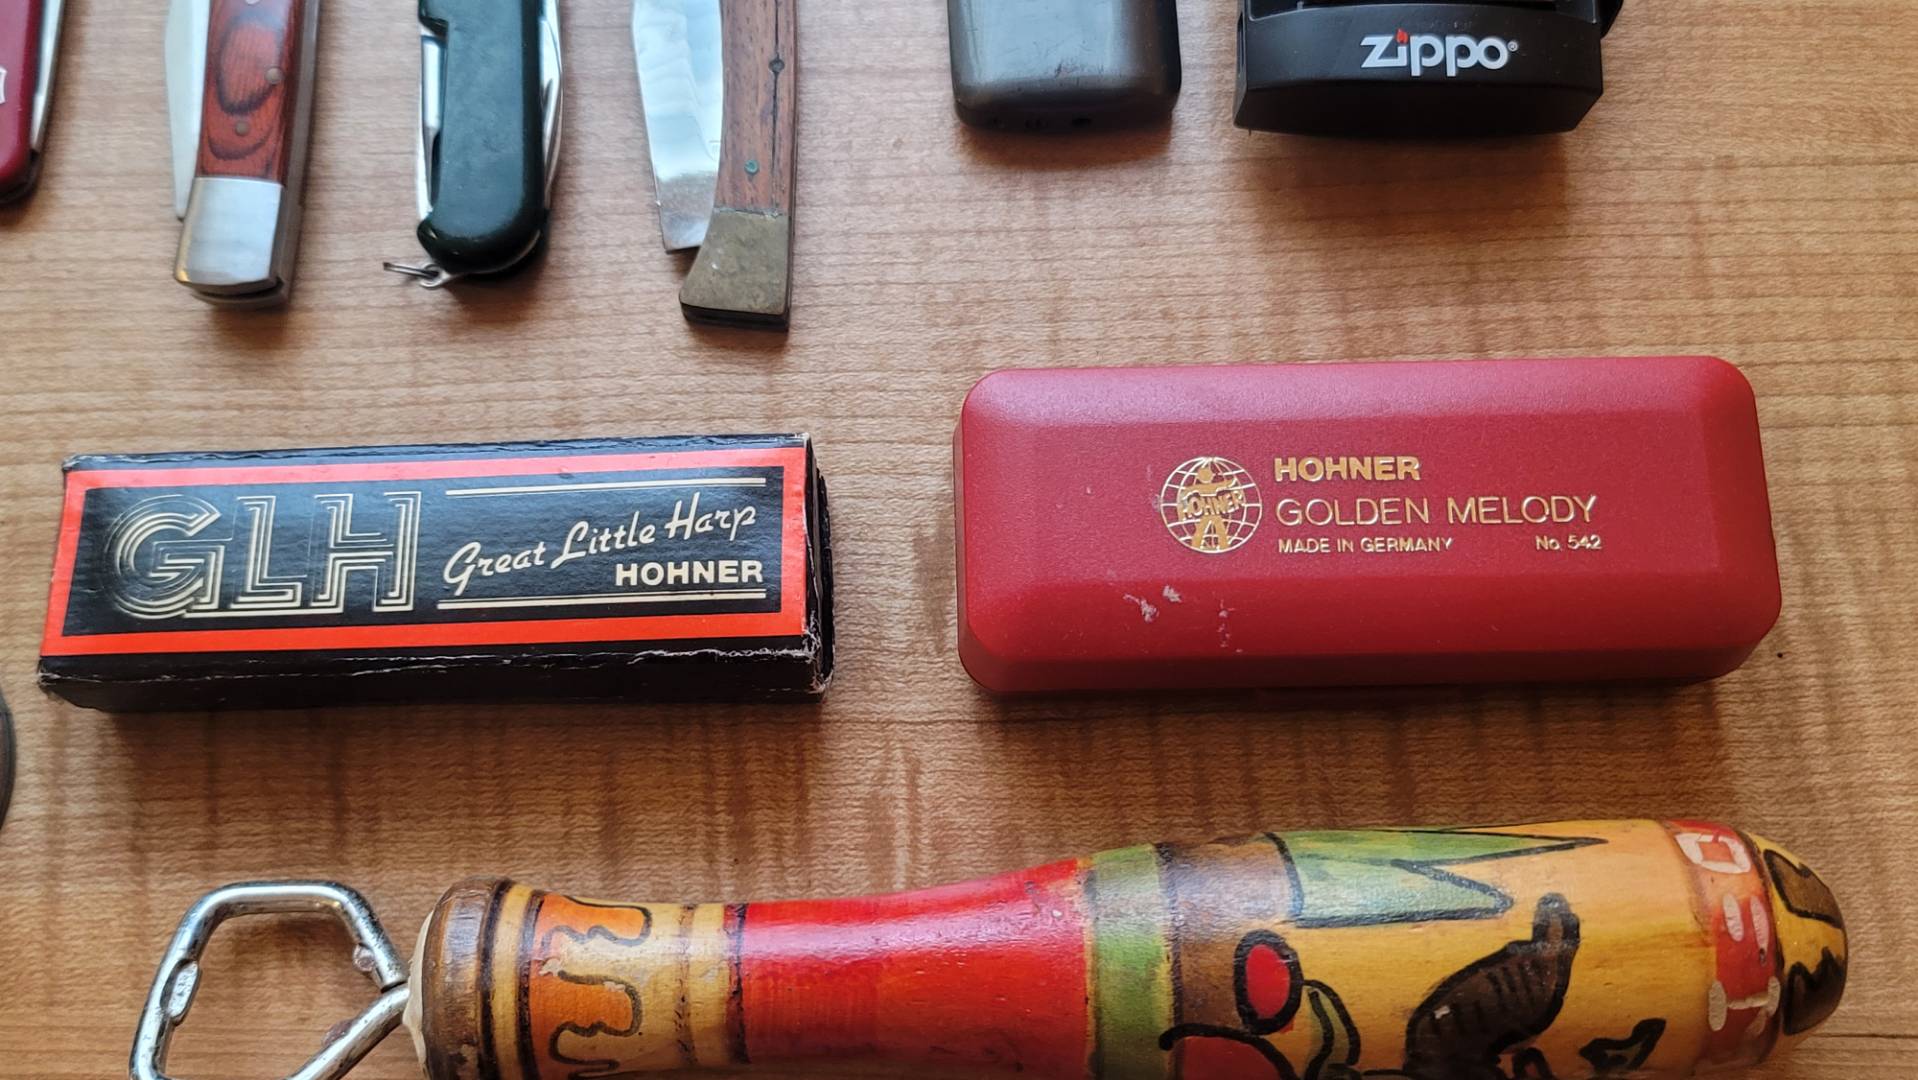 Zippo®
GLH
Great Little Harp
HOHNER
HOHNER
HOHNER
GOLDEN MELODY
MADE IN GERMANY No. 542